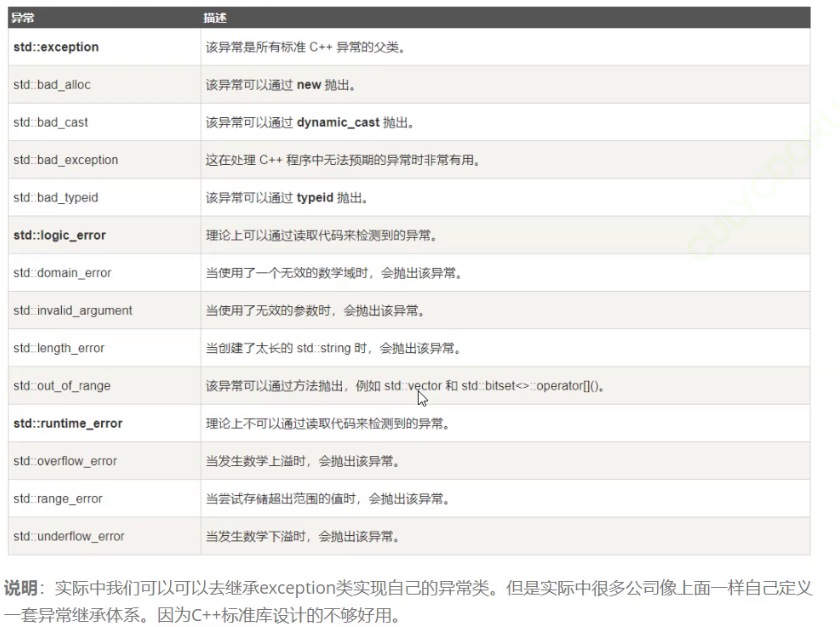 异常 描述
std::exception 该异常是所有标准 C++ 异常的父类。
std::bad_alloc 该异常可以通过 new 抛出。
std::bad_cast 该异常可以通过 dynamic_cast 抛出。
std::bad_exception 这在处理 C++ 程序中无法预期的异常时非常有用。
std::bad_typeid 该异常可以通过 typeid 抛出。
std::logic_error 理论上可以通过读取代码来检测到的异常。
std::domain_error 当使用了一个无效的数学域时，会抛出该异常。
std::invalid_argument 当使用了无效的参数时，会抛出该异常。
std::length_error 当创建了太长的 std::string 时，会抛出该异常。
std::out_of_range 该异常可以通过方法抛出，例如 std::vector 和 std::bitset<>::operator[]()。
std::runtime_error 理论上不可以通过读取代码来检测到的异常。
std::overflow_error 当发生数学上溢时，会抛出该异常。
std::range_error 当尝试存储超出范围的值时，会抛出该异常。
std::underflow_error 当发生数学下溢时，会抛出该异常。
说明：实际中我们可以可以去继承exception类实现自己的异常类。但是实际中很多公司像上面一样自己定义
一套异常继承体系。因为C++标准库设计的不够好用。